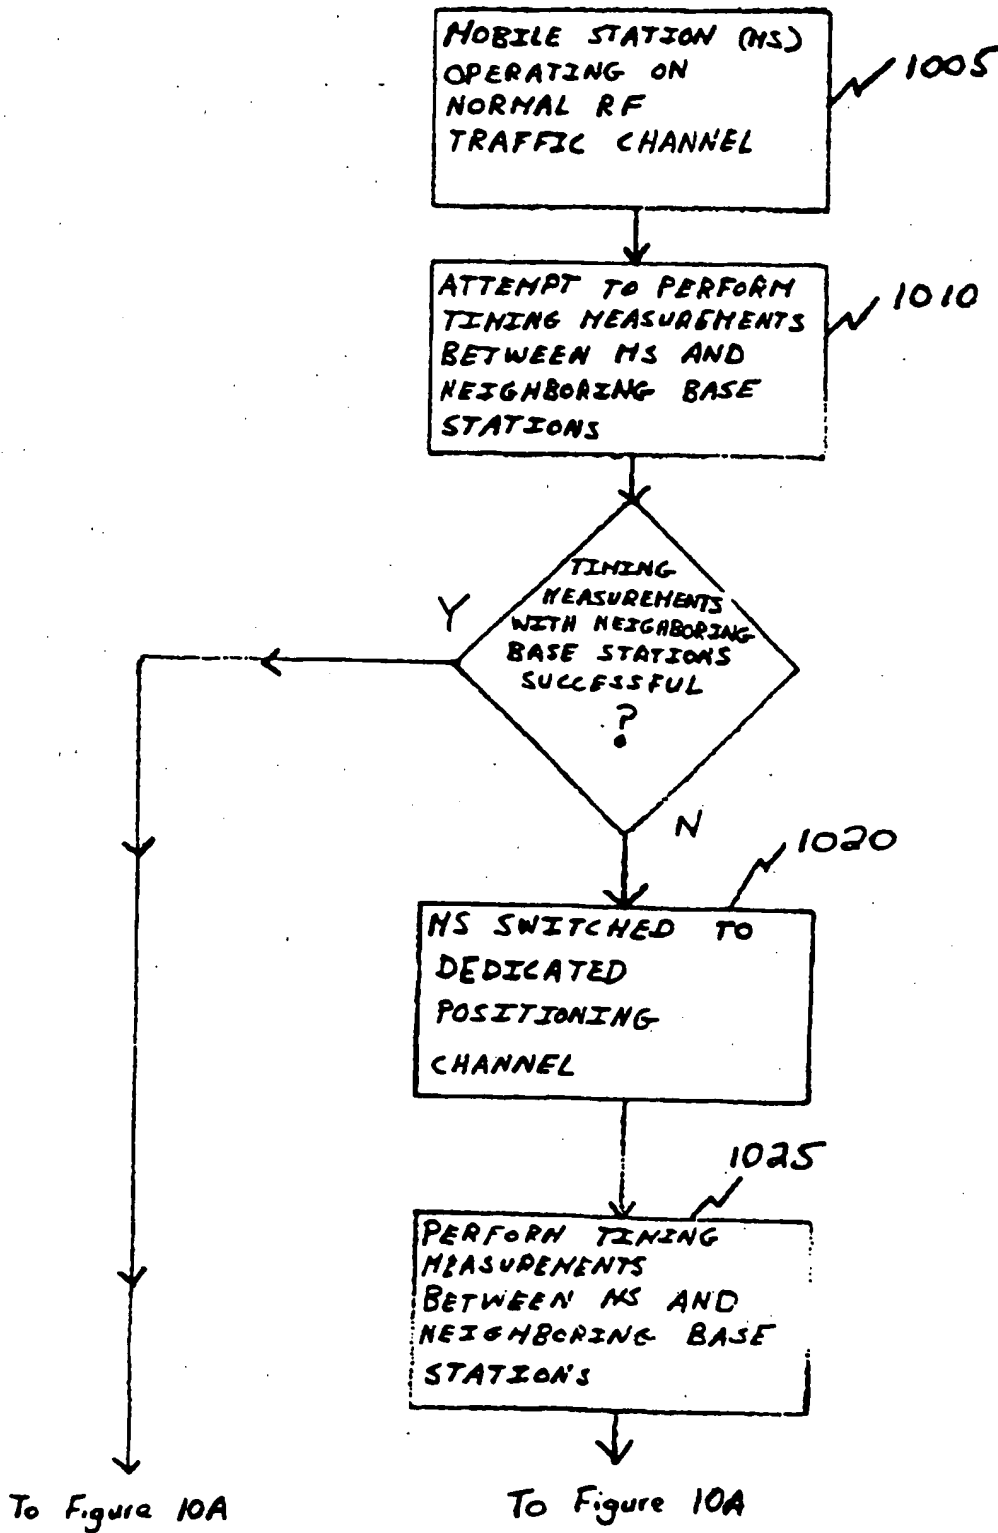 MOBILE STATION (MS)
OPERATING ON
NORMAL RF
TRAFFIC CHANNEL
1005
ATTEMPT TO PERFORM
TIMING MEASUREMENTS
BETWEEN MS AND
NEIGHBORING BASE
STATIONS
1010
TIMING
MEASUREMENTS
WITH NEIGHBORING
BASE STATIONS
SUCCESSFUL
?
Y
N
1020
MS SWITCHED TO
DEDICATED
POSITIONING
CHANNEL
1025
PERFORM TIMING
MEASUREMENTS
BETWEEN MS AND
NEIGHBORING BASE
STATIONS
To Figure 10A
To Figure 10A